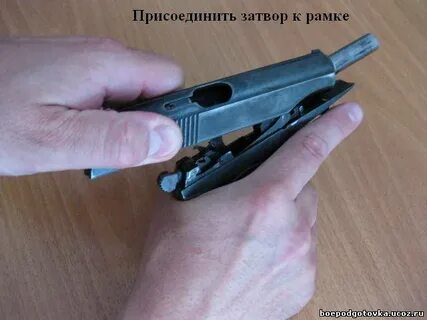 Присоединить затвор к рамке
boepodgotovka.ucoz.ru